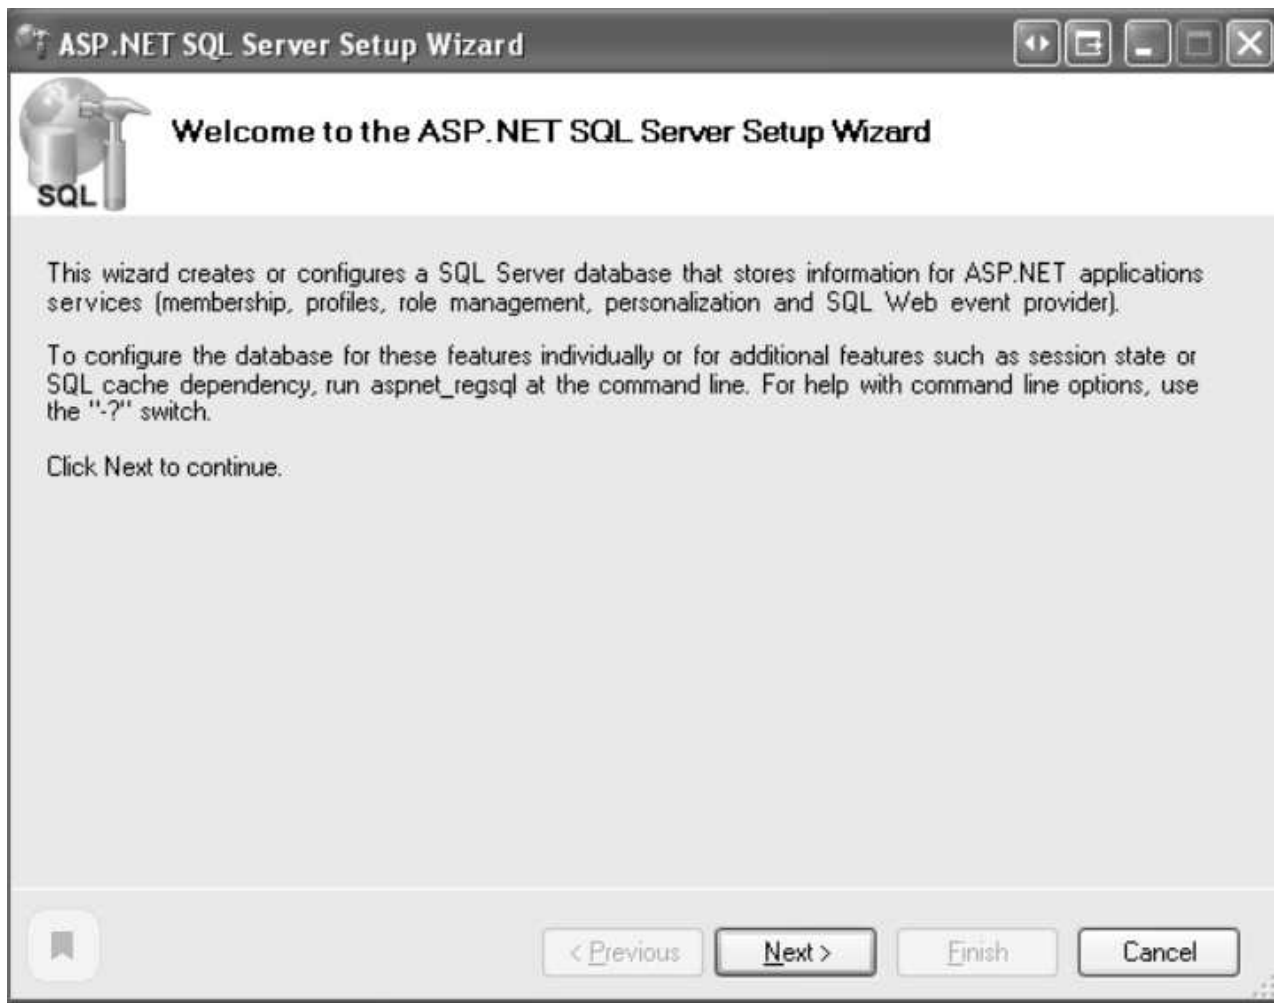 ASP.NET SQL Server Setup Wizard
Welcome to the ASP.NET SQL Server Setup Wizard
SQL
This wizard creates or configures a SQL Server database that stores information for ASP.NET applications
services (membership, profiles, role management, personalization and SQL Web event provider).
To configure the database for these features individually or for additional features such as session state or
SQL cache dependency, run aspnet_regsql at the command line. For help with command line options, use
the "-?" switch.
Click Next to continue.
< Previous Next > Finish Cancel